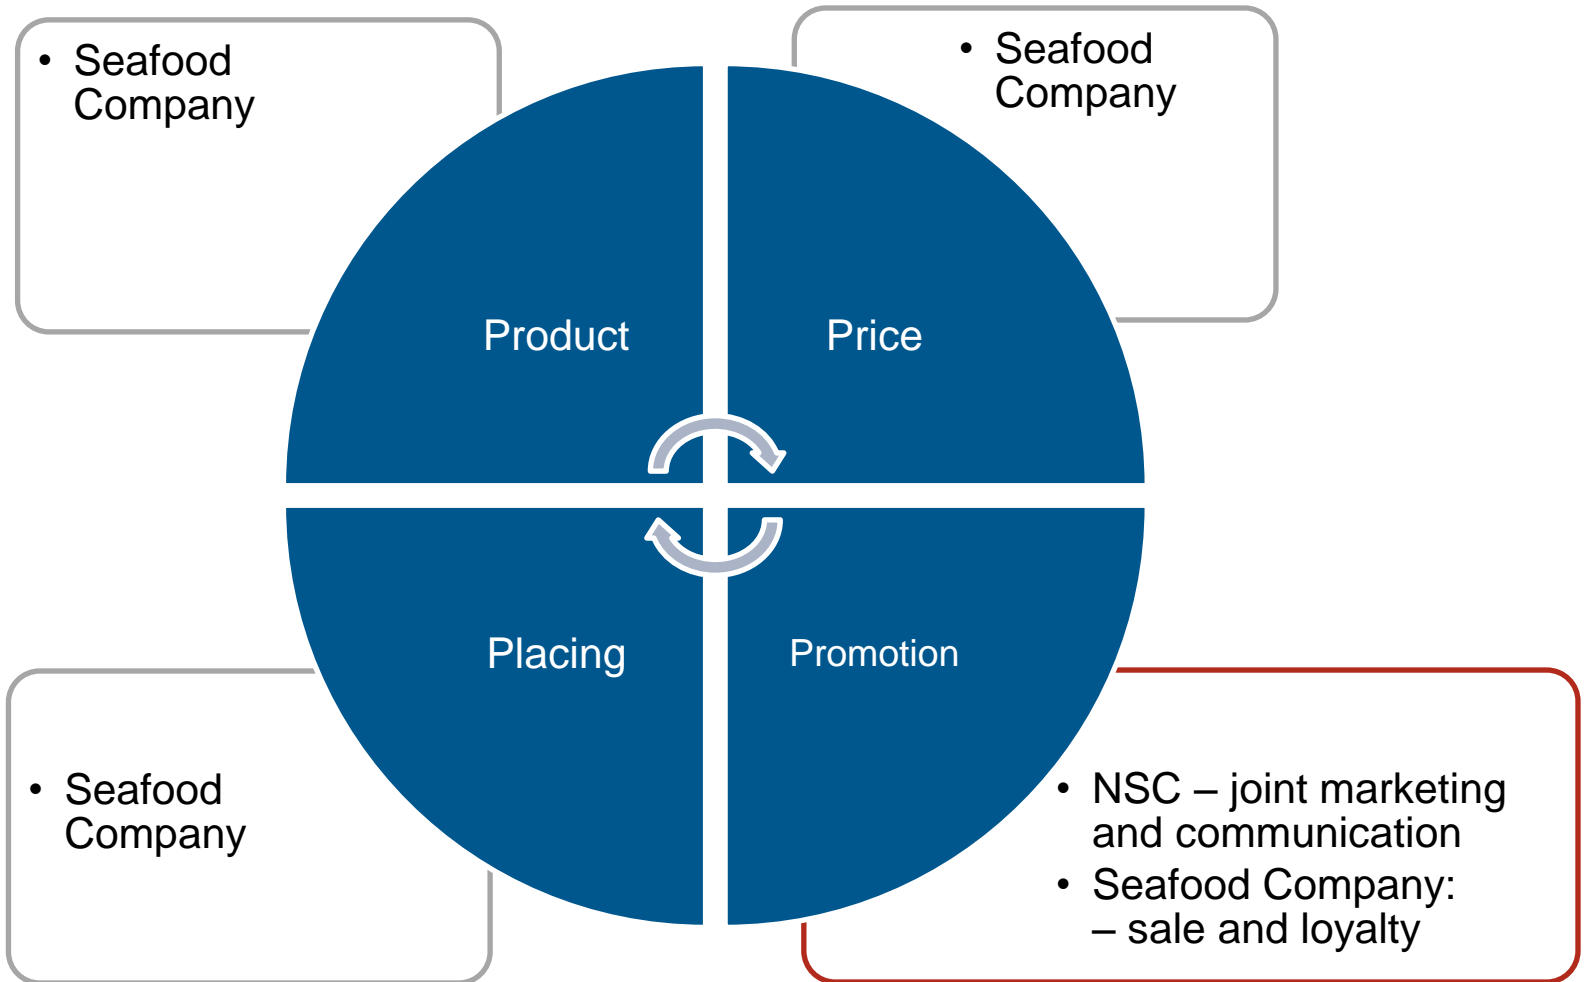 • Seafood
Company
• Seafood
Company
Product
Price
Placing
Promotion
• Seafood
Company
• NSC – joint marketing
and communication
• Seafood Company:
– sale and loyalty